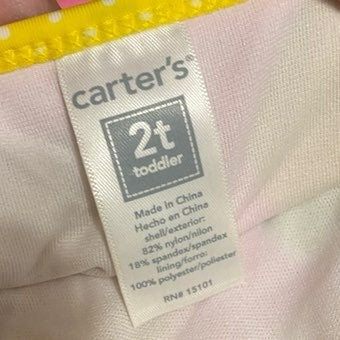 carter's®
2t
toddler
Made in China
Hecho en China
shell/exterior:
82% nylon/nilon
18% spandex/spandex
lining/forro:
100% polyester/poliester
RN# 15101